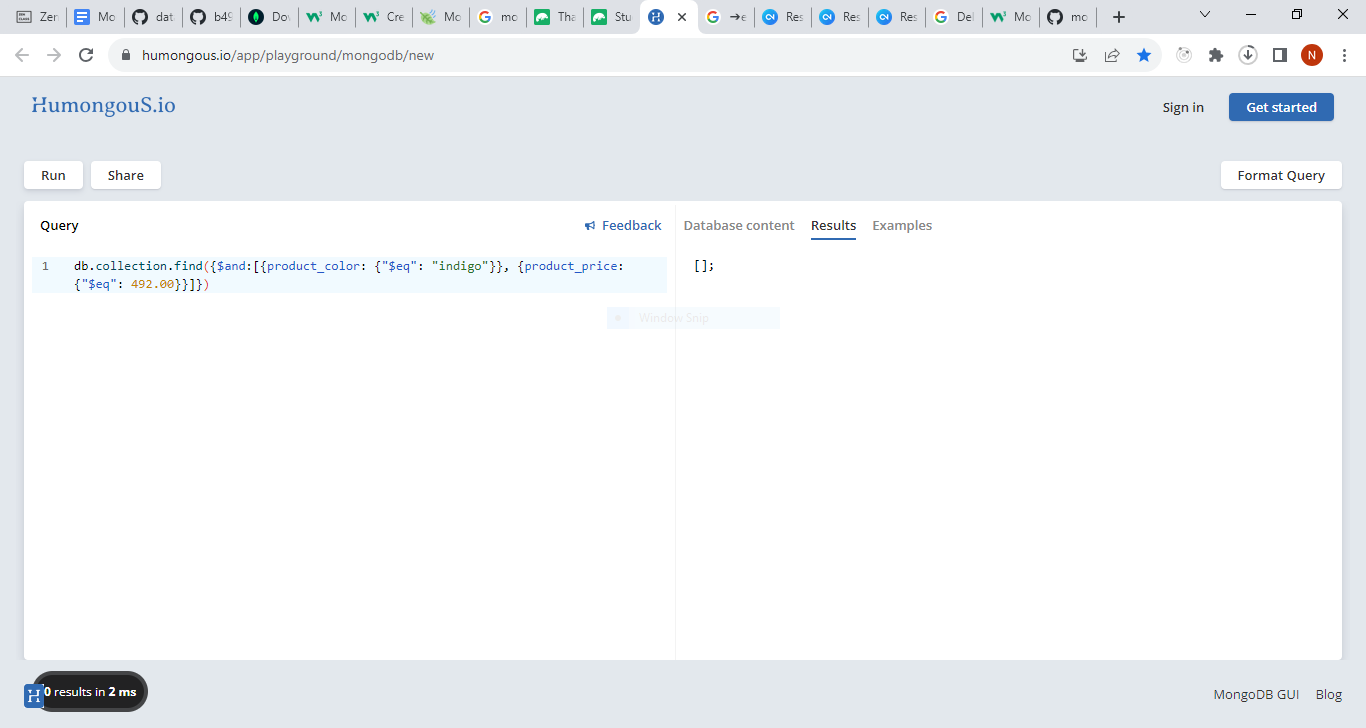 Zer
Mo
dat
b49
Do
Mo
Cre
Mo
mo
Tha
Stu
Res
Res
Res
Del
Mo
mo
humongous.io/app/playground/mongodb/new
N
HumongouS.io
Sign in
Get started
Run
Share
Format Query
Query
Feedback
Database content
Results
Examples
1
db.collection.find({$and:[{product_color: {"$eq": "indigo"}}, {product_price:
{"$eq": 492.00}}]})
[];
Window Snip
0 results in 2 ms
MongoDB GUI
Blog